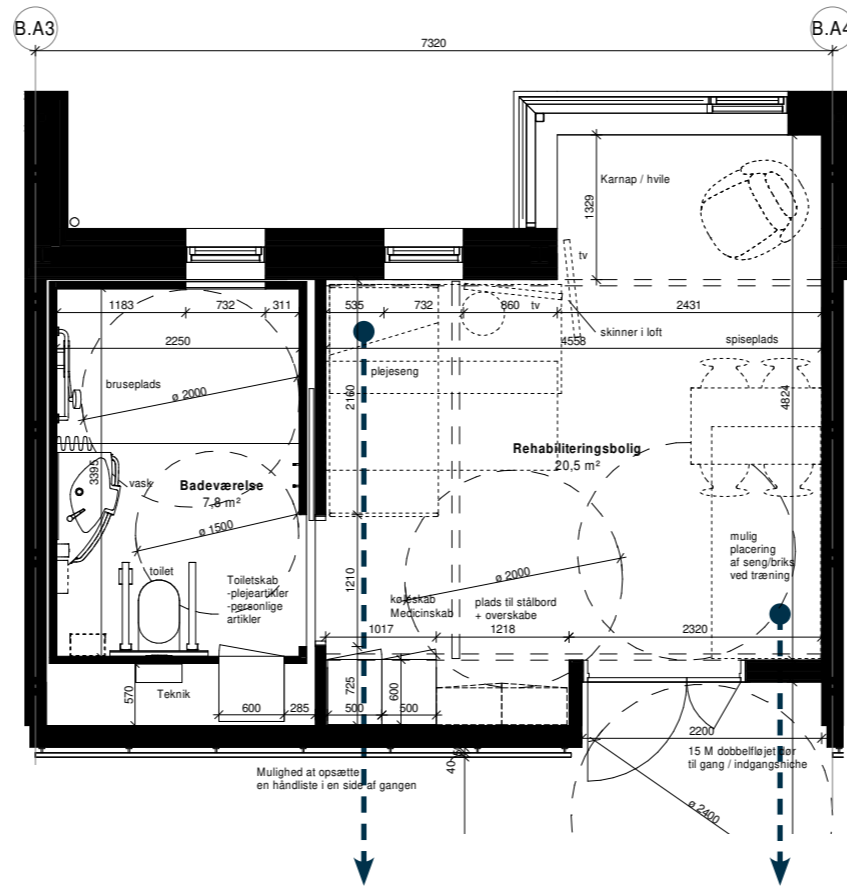 B.A3
B.A4
7320
Karnap / hvile
1329
tv
1183
732
311
535
732
860
tv
2431
skinner i loft
2250
4558
spiseplads
bruseplads
ø 2000
plejeseng
2160
4824
3395
vask
Badeværelse
7,8 m²
Rehabiliteringsbolig
20,5 m²
ø 1500
toilet
Toiletskab
-plejeartikler
-personlige
artikler
1210
køleskab
Medicinskab
ø 2000
plads til stålbord
+ overskabe
mulig
placering
af seng/briks
ved træning
1017
1218
2320
570
Teknik
600
285
725
600
500
500
2200
Mulighed at opsætte
en håndliste i en side af gangen
40
15 M dobbelfløjet dør
til gang / indgangsniche
ø 2400